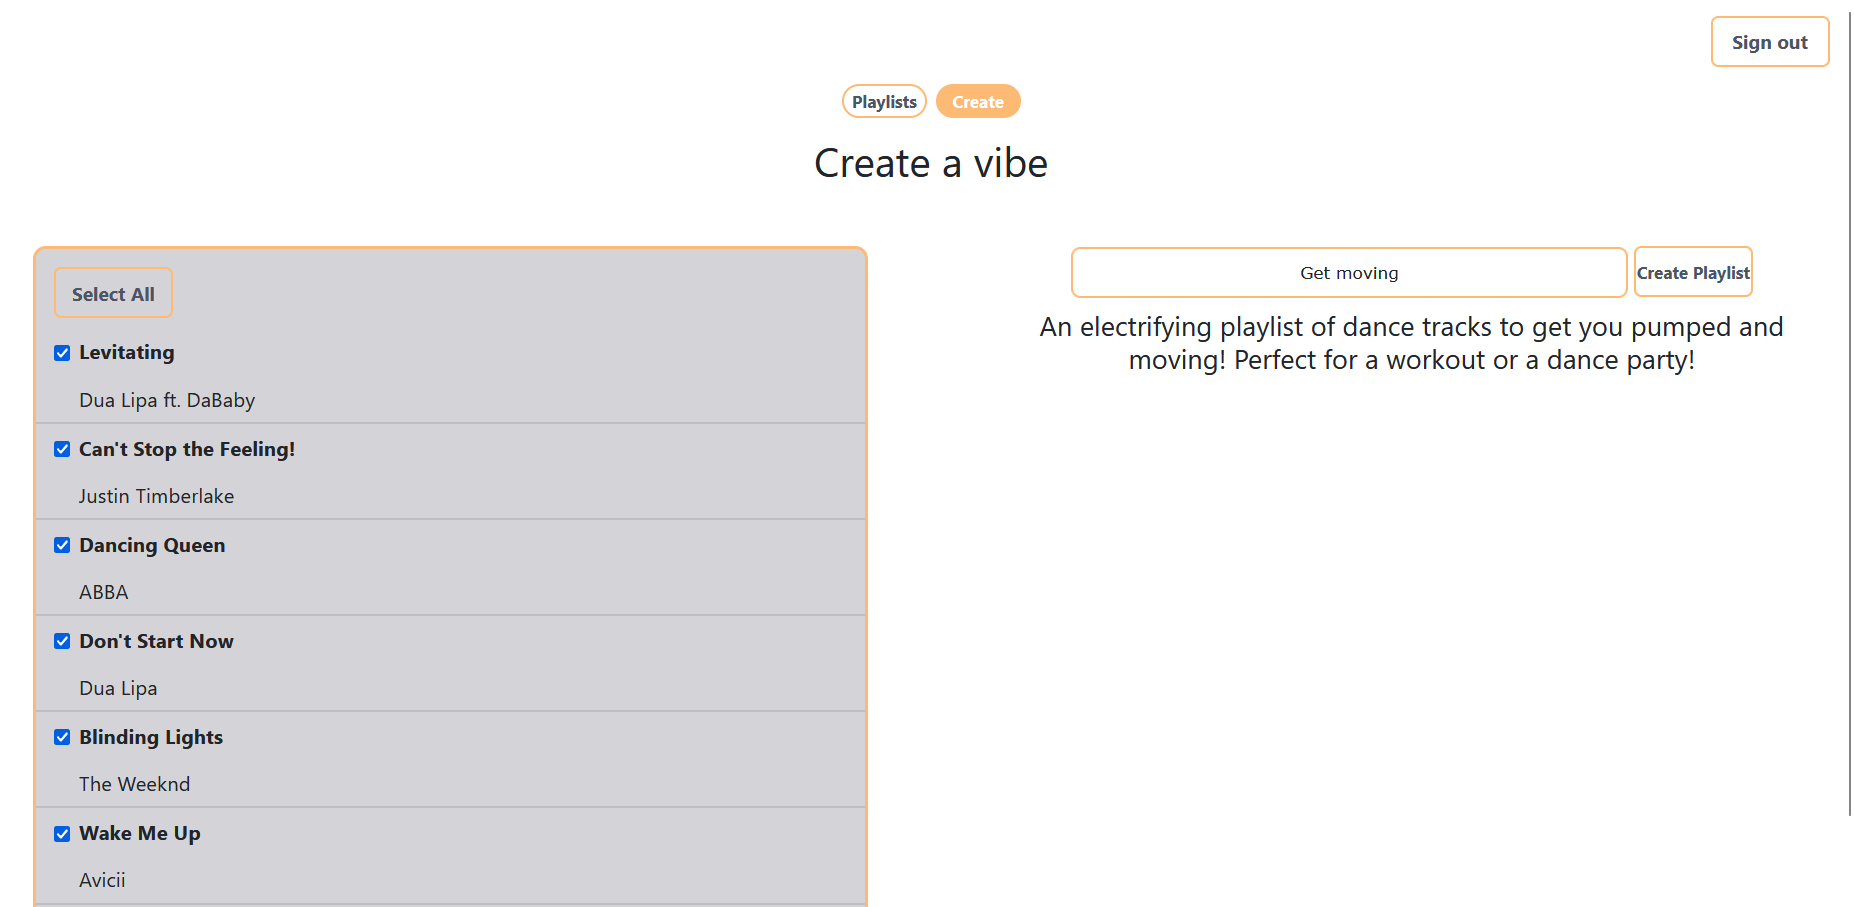 Sign out
Playlists Create
Create a vibe
Select All
Levitating
Dua Lipa ft. DaBaby
Can't Stop the Feeling!
Justin Timberlake
Dancing Queen
ABBA
Don't Start Now
Dua Lipa
Blinding Lights
The Weeknd
Wake Me Up
Avicii
Get moving
Create Playlist
An electrifying playlist of dance tracks to get you pumped and
moving! Perfect for a workout or a dance party!